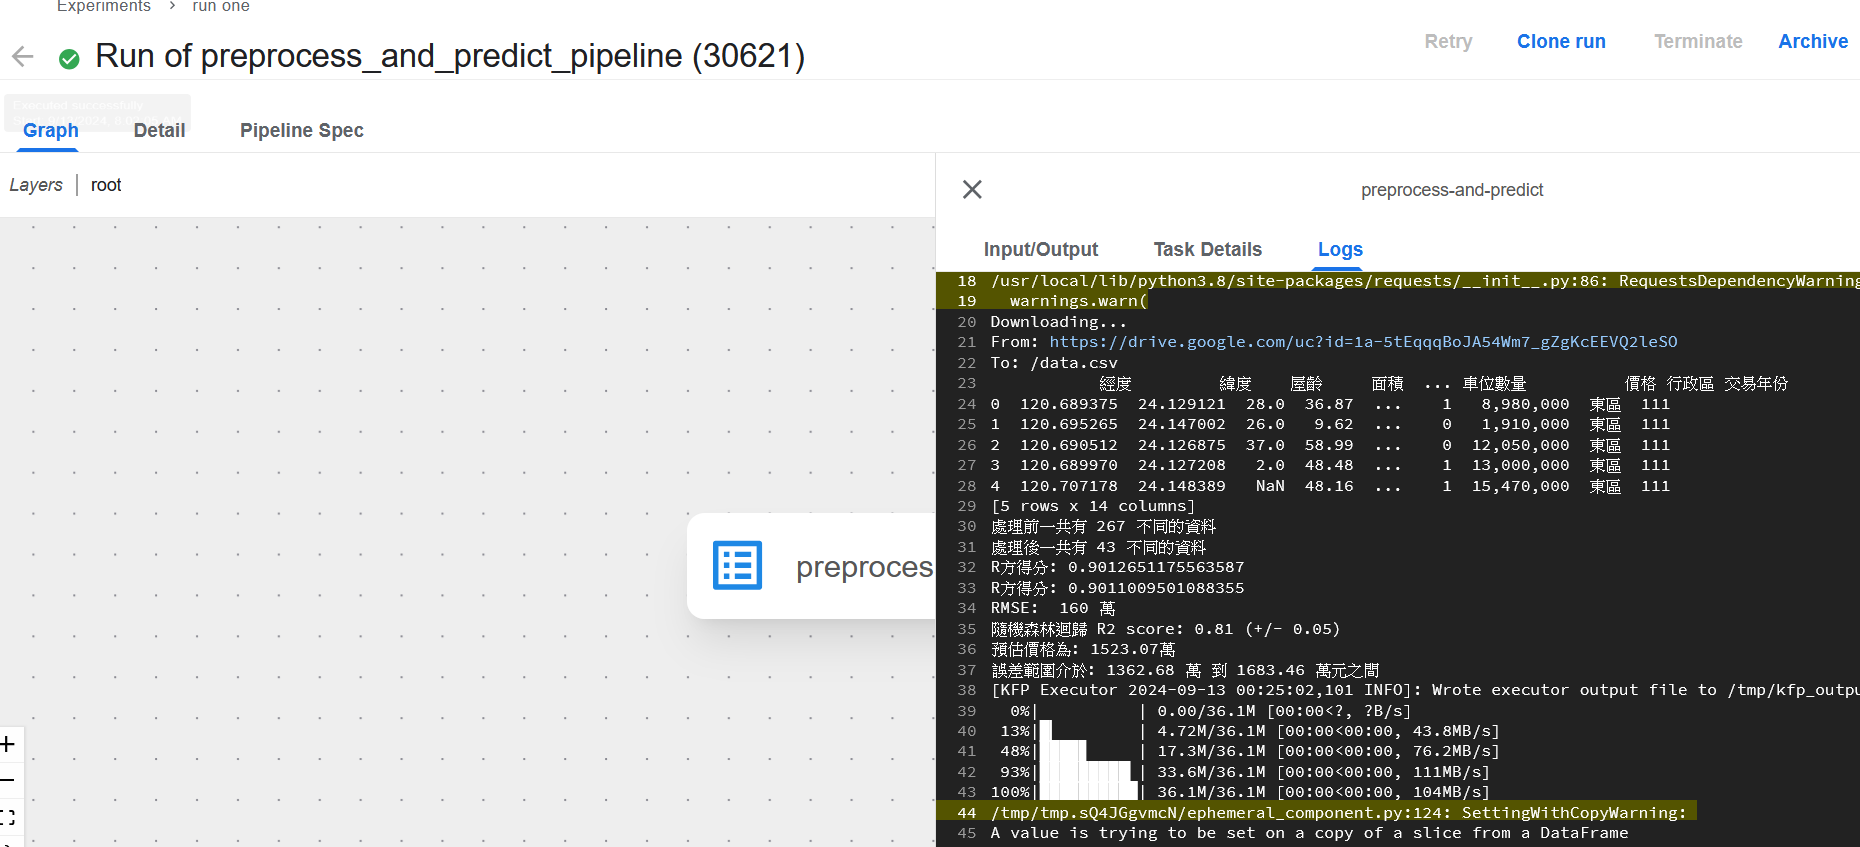 Experiments > run one
Run of preprocess_and_predict_pipeline (30621)
Retry
Clone run
Terminate
Archive
Executed successfully
Graph
Detail
Pipeline Spec
Layers | root
preprocess-and-predict
Input/Output
Task Details
Logs
preproces
18 /usr/local/lib/python3.8/site-packages/requests/__init__.py:86: RequestsDependencyWarning
19 warnings.warn(
20 Downloading...
21 From: https://drive.google.com/uc?id=1a-5tEqqqBoJA54Wm7_gZgKcEEVQ2leSO
22 To: /data.csv
23 經度 緯度 屋齡 面積 ... 車位數量 價格 行政區 交易年份
24 0 120.689375 24.129121 28.0 36.87 ... 1 8,980,000 東區 111
25 1 120.695265 24.147002 26.0 9.62 ... 0 1,910,000 東區 111
26 2 120.690512 24.126875 37.0 58.99 ... 0 12,050,000 東區 111
27 3 120.689970 24.127208 2.0 48.48 ... 1 13,000,000 東區 111
28 4 120.707178 24.148389 NaN 48.16 ... 1 15,470,000 東區 111
29 [5 rows x 14 columns]
30 處理前一共有 267 不同的資料
31 處理後一共有 43 不同的資料
32 R方得分: 0.9012651175563587
33 R方得分: 0.9011009501088355
34 RMSE: 160 萬
35 隨機森林迴歸 R2 score: 0.81 (+/- 0.05)
36 預估價格為: 1523.07萬
37 誤差範圍介於: 1362.68 萬 到 1683.46 萬元之間
38 [KFP Executor 2024-09-13 00:25:02,101 INFO]: Wrote executor output file to /tmp/kfp_outpu
39 0%| | 0.00/36.1M [00:00<?, ?B/s]
40 13%|█ | 4.72M/36.1M [00:00<00:00, 43.8MB/s]
41 48%|████ | 17.3M/36.1M [00:00<00:00, 76.2MB/s]
42 93%|█████████ | 33.6M/36.1M [00:00<00:00, 111MB/s]
43 100%|██████████| 36.1M/36.1M [00:00<00:00, 104MB/s]
44 /tmp/tmp.sQ4JGgvmcN/ephemeral_component.py:124: SettingWithCopyWarning:
45 A value is trying to be set on a copy of a slice from a DataFrame